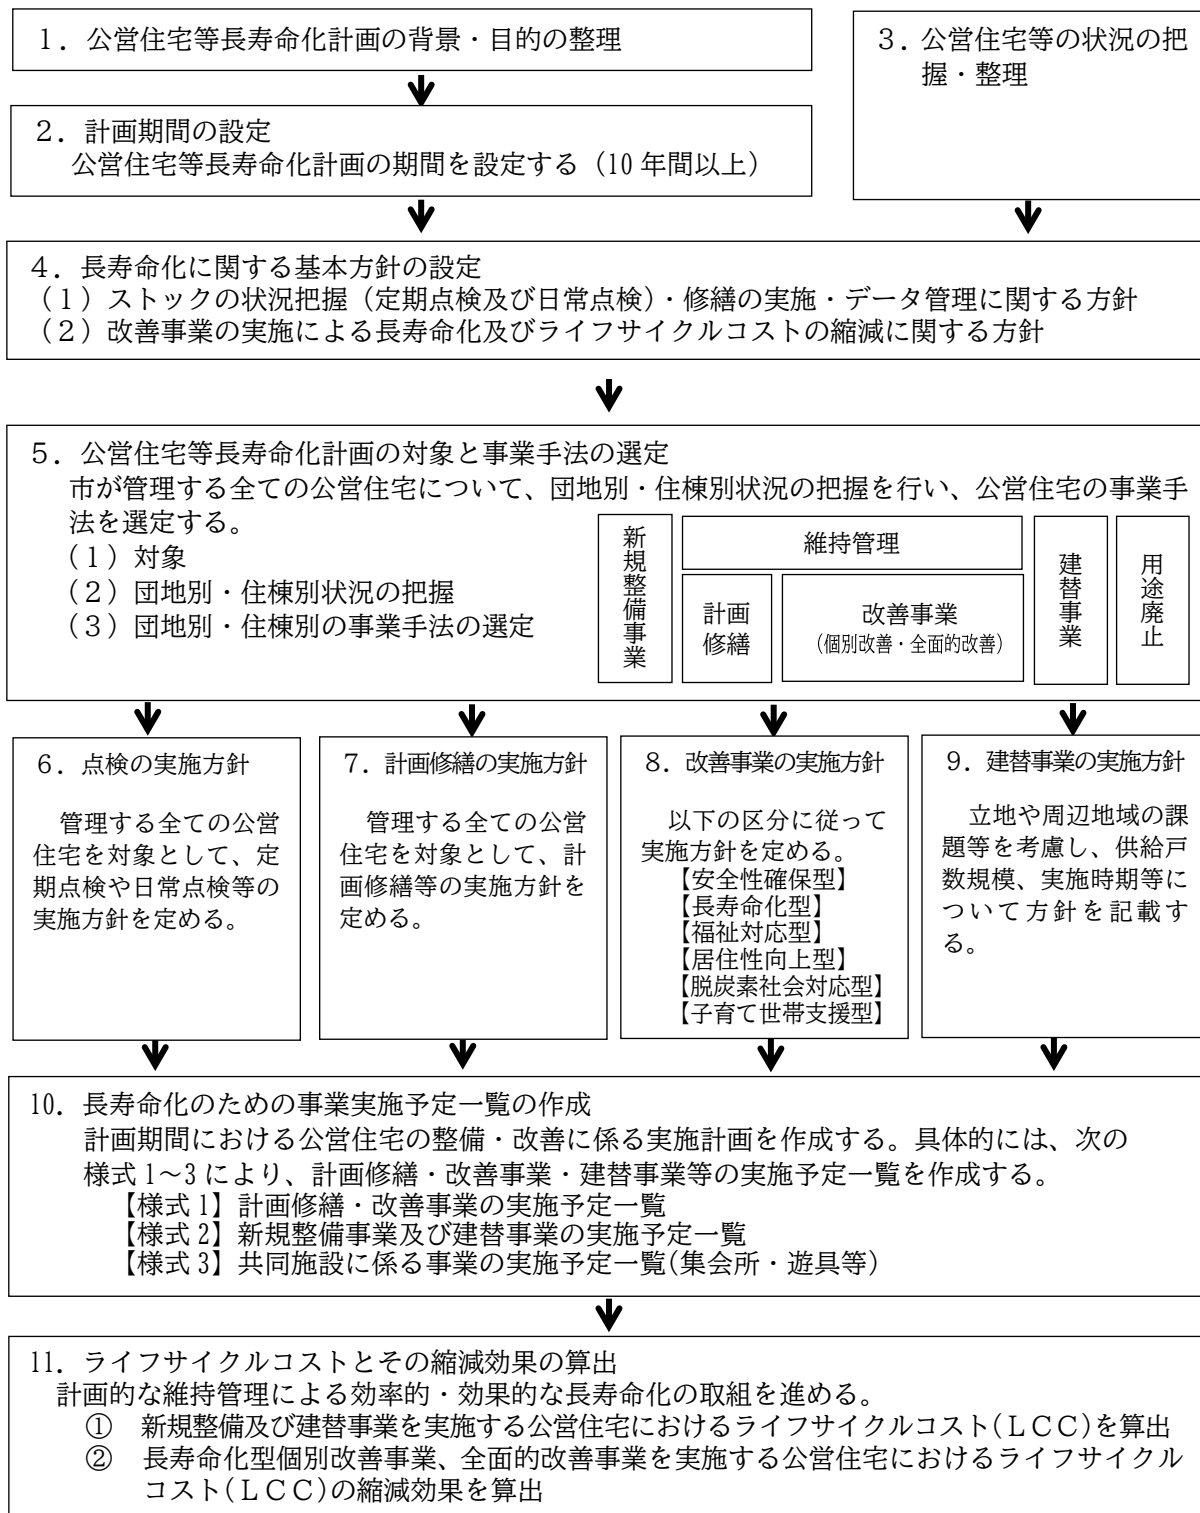 １．公営住宅等長寿命化計画の背景・目的の整理
２．計画期間の設定
公営住宅等長寿命化計画の期間を設定する（10 年間以上）
３．公営住宅等の状況の把
握・整理
４．長寿命化に関する基本方針の設定
（１）ストックの状況把握（定期点検及び日常点検）・修繕の実施・データ管理に関する方針
（２）改善事業の実施による長寿命化及びライフサイクルコストの縮減に関する方針
５．公営住宅等長寿命化計画の対象と事業手法の選定
市が管理する全ての公営住宅について、団地別・住棟別状況の把握を行い、公営住宅の事業手
法を選定する。
（１）対象
（２）団地別・住棟別状況の把握
（３）団地別・住棟別の事業手法の選定
新規整備事業
維持管理
計画
修繕
改善事業
（個別改善・全面的改善）
建替事業
用途廃止
６．点検の実施方針
管理する全ての公営
住宅を対象として、定
期点検や日常点検等の
実施方針を定める。
７．計画修繕の実施方針
管理する全ての公営
住宅を対象として、計
画修繕等の実施方針を
定める。
８．改善事業の実施方針
以下の区分に従って
実施方針を定める。
【安全性確保型】
【長寿命化型】
【福祉対応型】
【居住性向上型】
【脱炭素社会対応型】
【子育て世帯支援型】
９．建替事業の実施方針
立地や周辺地域の課
題等を考慮し、供給戸
数規模、実施時期等に
ついて方針を記載す
る。
10．長寿命化のための事業実施予定一覧の作成
計画期間における公営住宅の整備・改善に係る実施計画を作成する。具体的には、次の
様式 1～3 により、計画修繕・改善事業・建替事業等の実施予定一覧を作成する。
【様式 1】計画修繕・改善事業の実施予定一覧
【様式 2】新規整備事業及び建替事業の実施予定一覧
【様式 3】共同施設に係る事業の実施予定一覧(集会所・遊具等)
11．ライフサイクルコストとその縮減効果の算出
計画的な維持管理による効率的・効果的な長寿命化の取組を進める。
①　新規整備及び建替事業を実施する公営住宅におけるライフサイクルコスト(ＬＣＣ)を算出
②　長寿命化型個別改善事業、全面的改善事業を実施する公営住宅におけるライフサイクル
コスト(ＬＣＣ)の縮減効果を算出